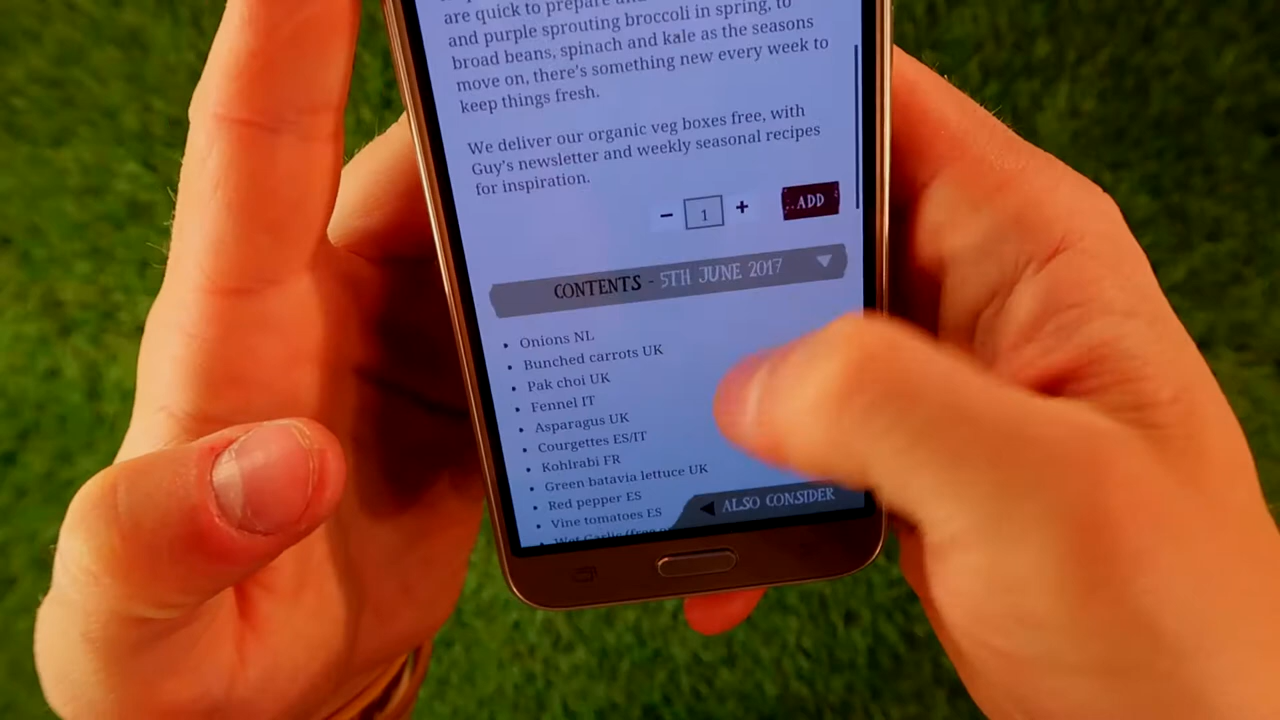 are quick to prepare and
and purple sprouting broccoli in spring, to
broad beans, spinach and kale as the seasons
move on, there's something new every week to
keep things fresh.
We deliver our organic veg boxes free, with
Guy's newsletter and weekly seasonal recipes
for inspiration.
− 1 + ADD
CONTENTS - 5TH JUNE 2017
• Onions NL
• Bunched carrots UK
• Pak choi UK
• Fennel IT
• Asparagus UK
• Courgettes ES/IT
• Kohlrabi FR
• Green batavia lettuce UK
• Red pepper ES
• Vine tomatoes ES
ALSO CONSIDER
• Wet Garlic (free